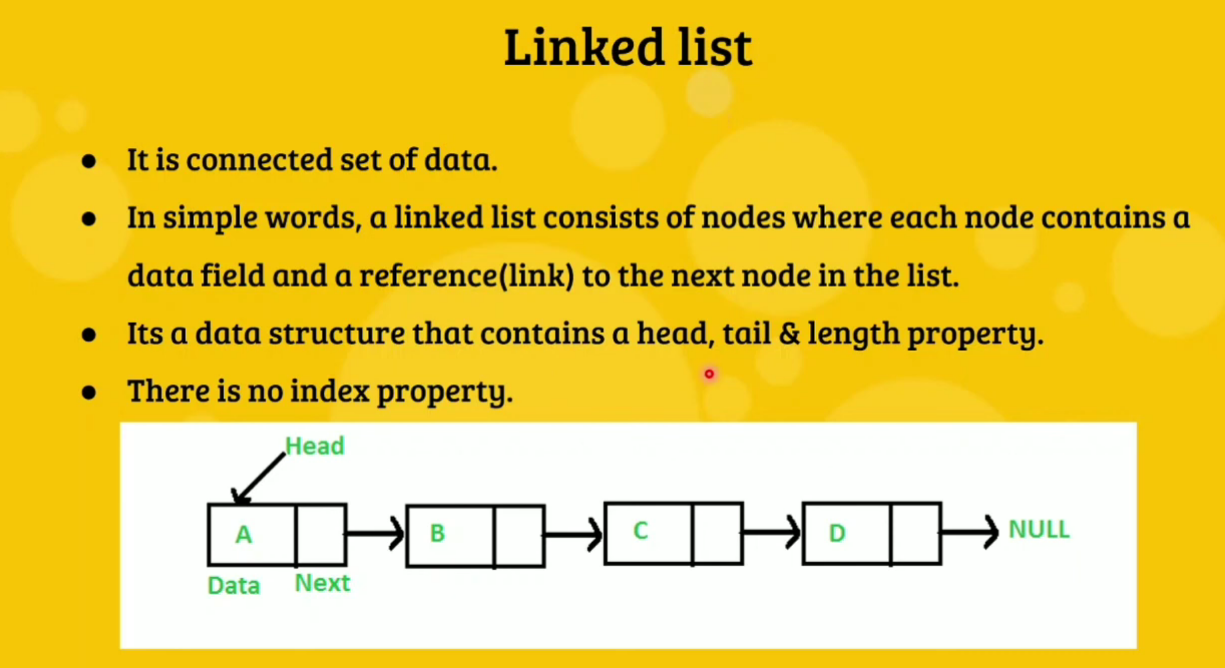 Linked list
● It is connected set of data.
● In simple words, a linked list consists of nodes where each node contains a
data field and a reference(link) to the next node in the list.
● Its a data structure that contains a head, tail & length property.
● There is no index property.
Head
A B C D NULL
Data Next